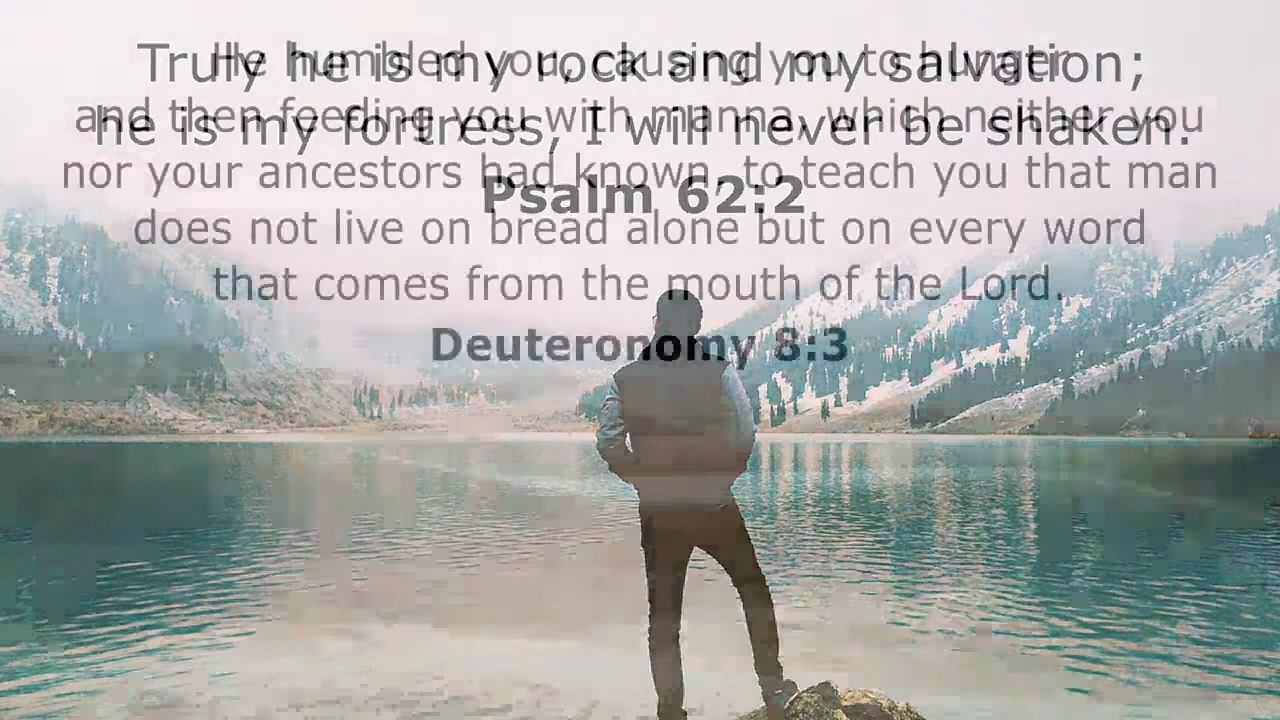 Truly he is my rock and my salvation;
he is my fortress, I will never be shaken.
Psalm 62:2
He humbled you, causing you to hunger
and then feeding you with manna, which neither you
nor your ancestors had known, to teach you that man
does not live on bread alone but on every word
that comes from the mouth of the Lord.
Deuteronomy 8:3